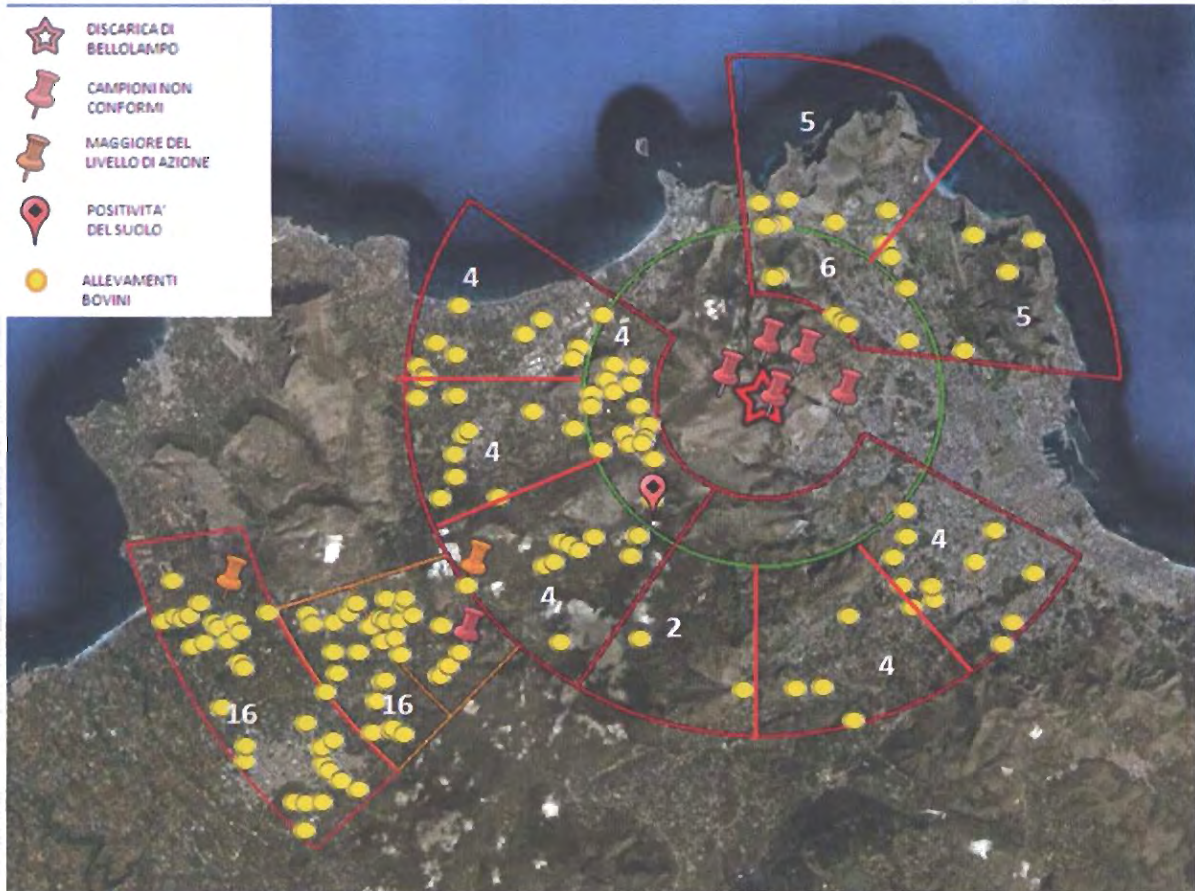 DISCARICA DI
BELLOLAMPO
CAMPIONI NON
CONFORMI
MAGGIORE DEL
LIVELLO DI AZIONE
POSITIVITA'
DEL SUOLO
ALLEVAMENTI
BOVINI
5
6
4
4
5
4
4
4
2
4
16
16